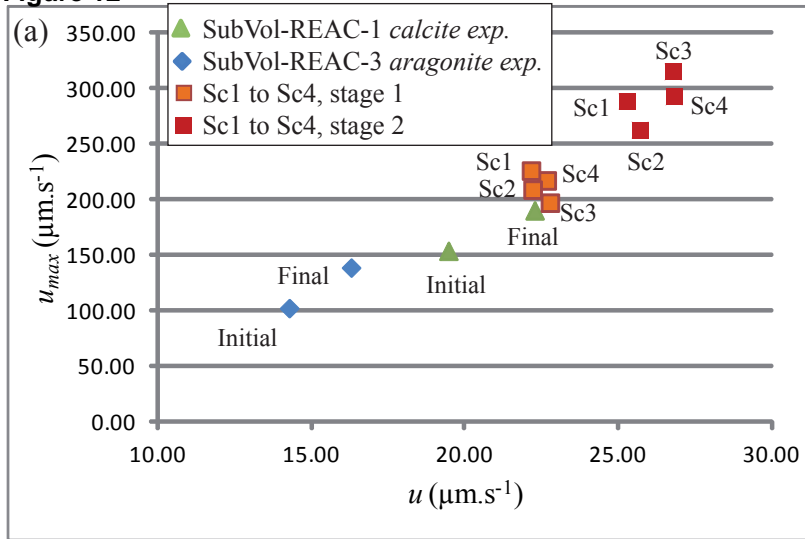 Figure 12
(a)
SubVol-REAC-1 calcite exp.
SubVol-REAC-3 aragonite exp.
Sc1 to Sc4, stage 1
Sc1 to Sc4, stage 2
350.00
300.00
250.00
200.00
150.00
100.00
50.00
0.00
u_max (µm.s⁻¹)
Sc3
Sc1
Sc4
Sc2
Sc1
Sc4
Sc2
Sc3
Final
Final
Initial
Initial
10.00 15.00 20.00 25.00 30.00
u (µm.s⁻¹)